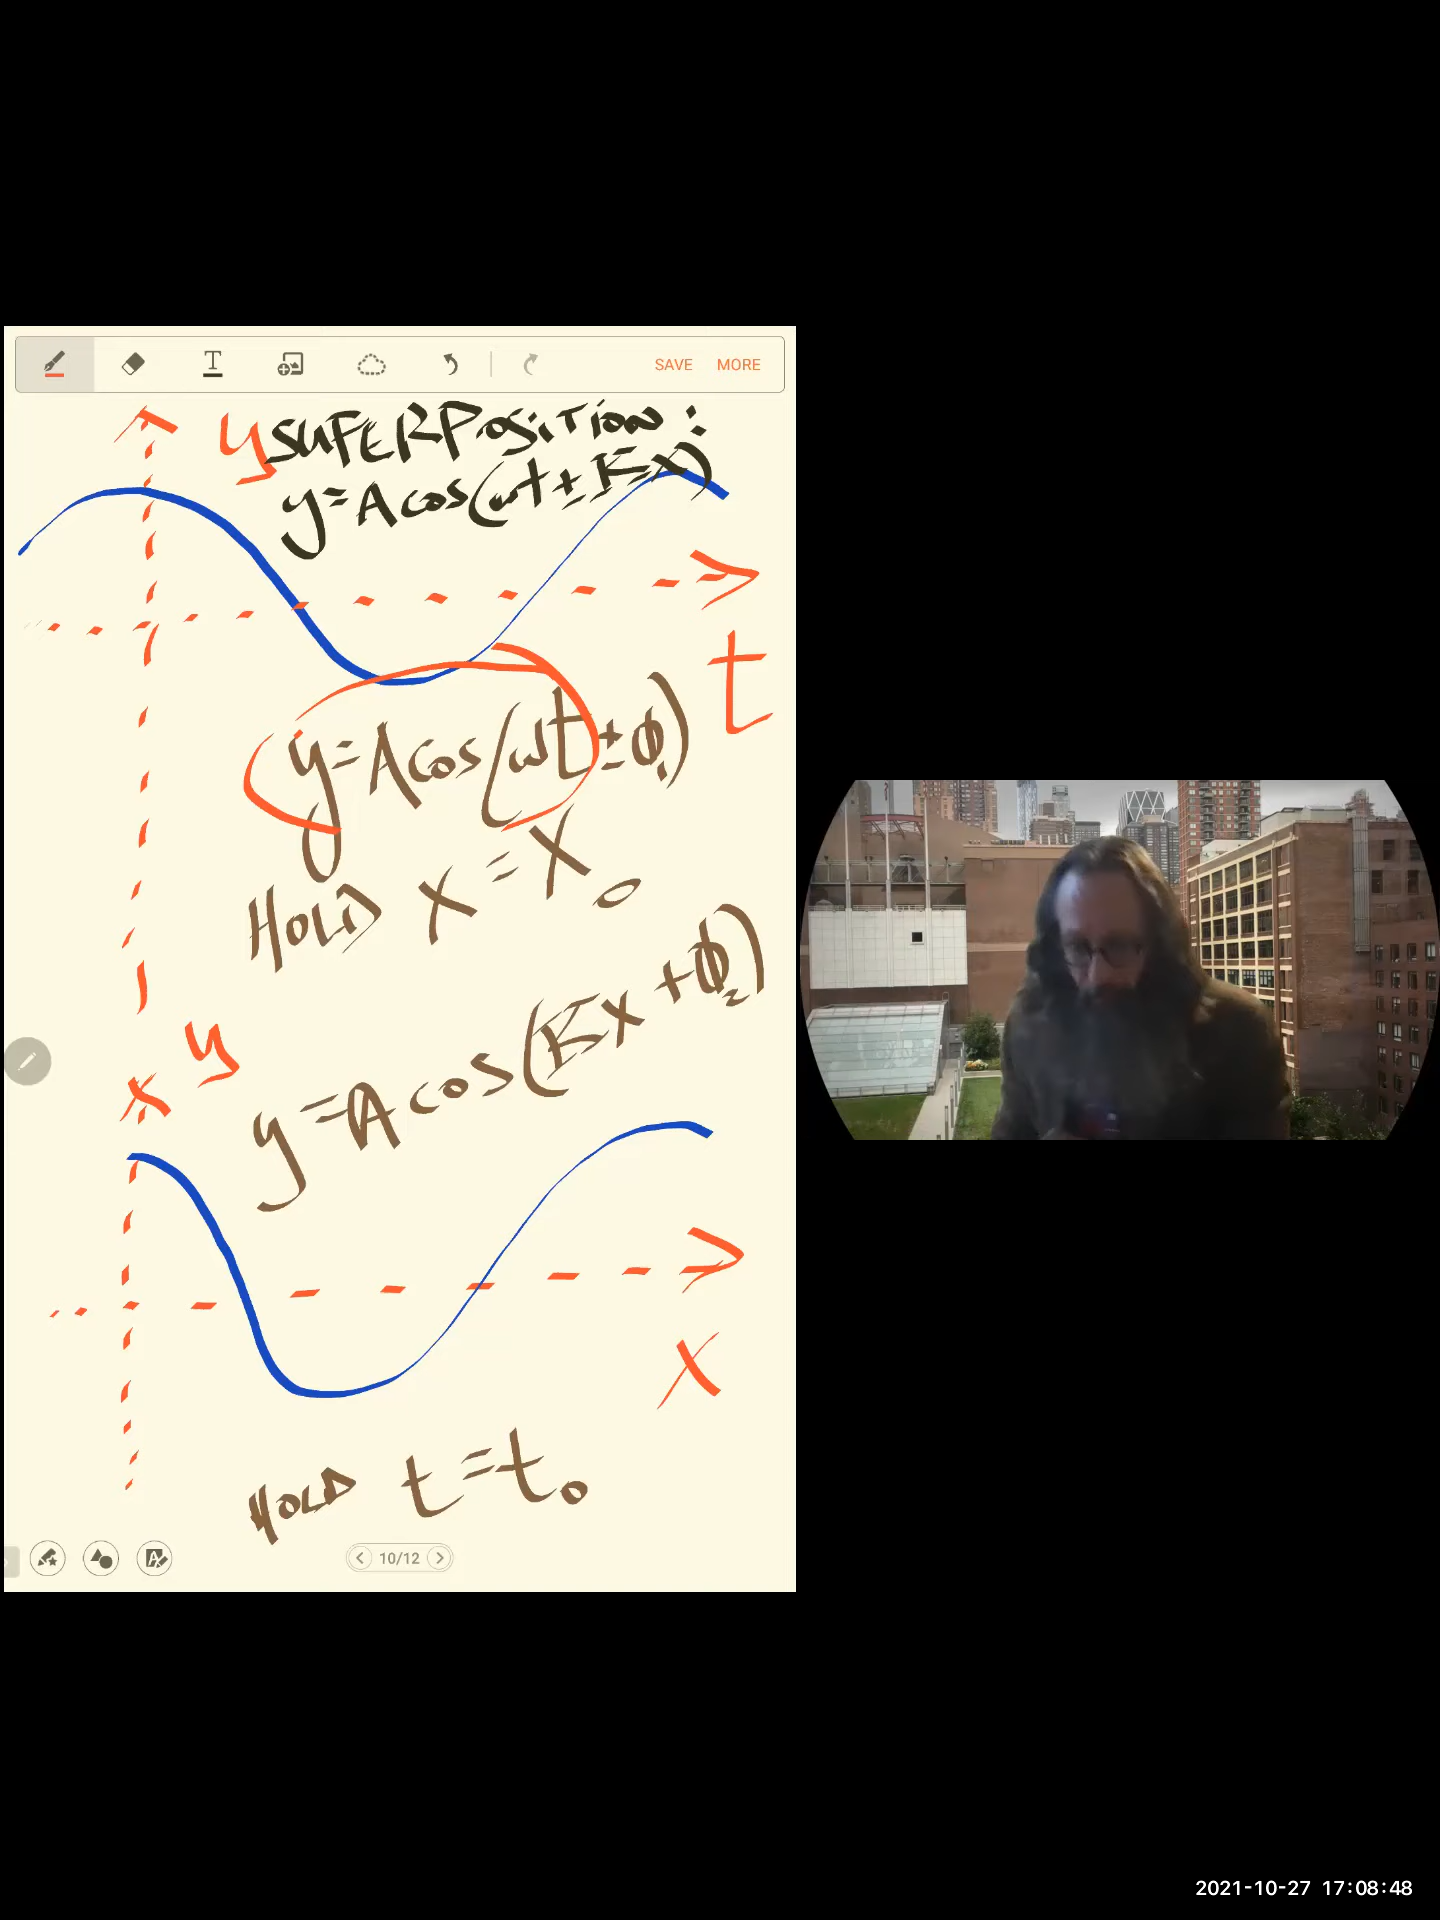 SAVE MORE
y SUPERPOSITION:
y=Acos(ωt±Kx)
t
y=Acos(ωt±ϕ₁)
HOLD x=x₀
y
y=Acos(Kx+ϕ₂)
x
HOLD t=t₀
10/12
2021-10-27 17:08:48